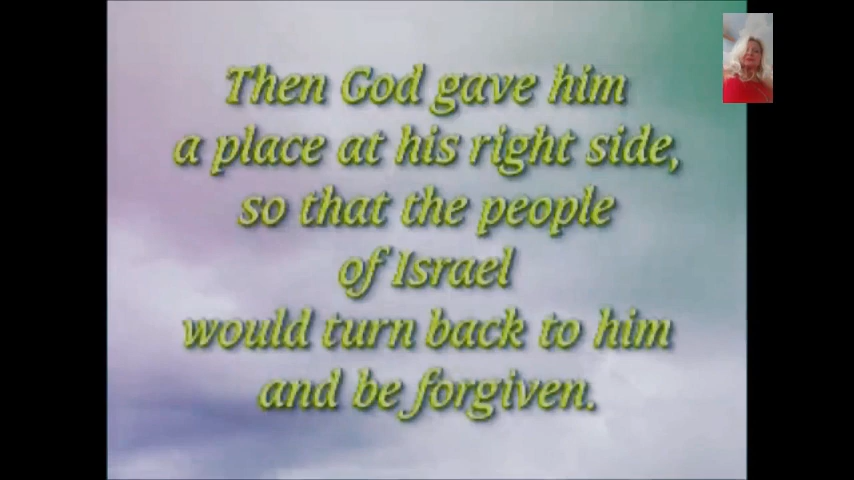 Then God gave him
a place at his right side,
so that the people
of Israel
would turn back to him
and be forgiven.